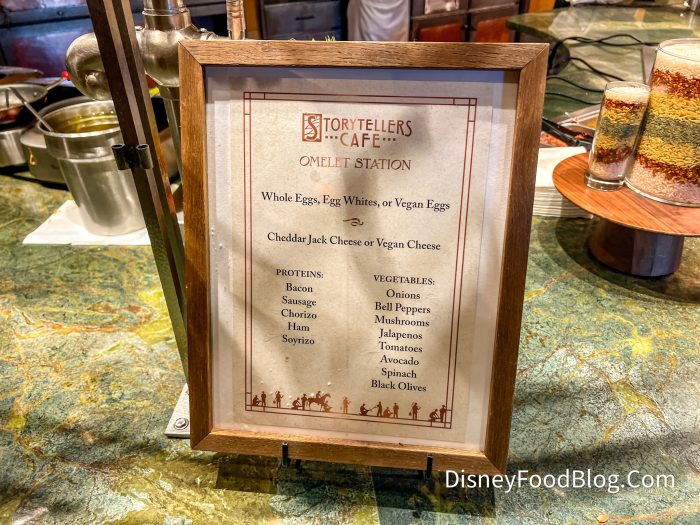 STORYTELLERS
CAFE
OMELET STATION
Whole Eggs, Egg Whites, or Vegan Eggs
Cheddar Jack Cheese or Vegan Cheese
PROTEINS:
Bacon
Sausage
Chorizo
Ham
Soyrizo
VEGETABLES:
Onions
Bell Peppers
Mushrooms
Jalapenos
Tomatoes
Avocado
Spinach
Black Olives
DisneyFoodBlog.Com